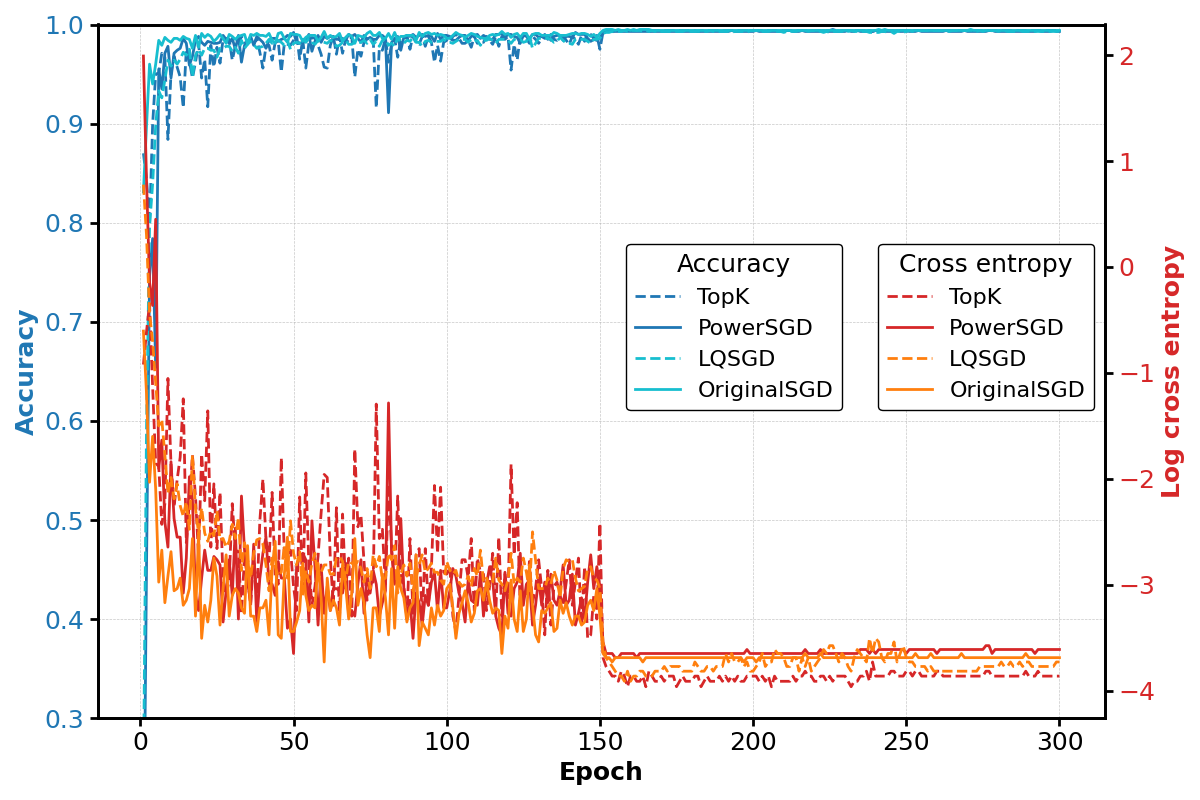 1.0
0.9
0.8
0.7
0.6
0.5
0.4
0.3
Accuracy
2
1
0
−1
−2
−3
−4
Log cross entropy
Accuracy
TopK
PowerSGD
LQSGD
OriginalSGD
Cross entropy
TopK
PowerSGD
LQSGD
OriginalSGD
0 50 100 150 200 250 300
Epoch